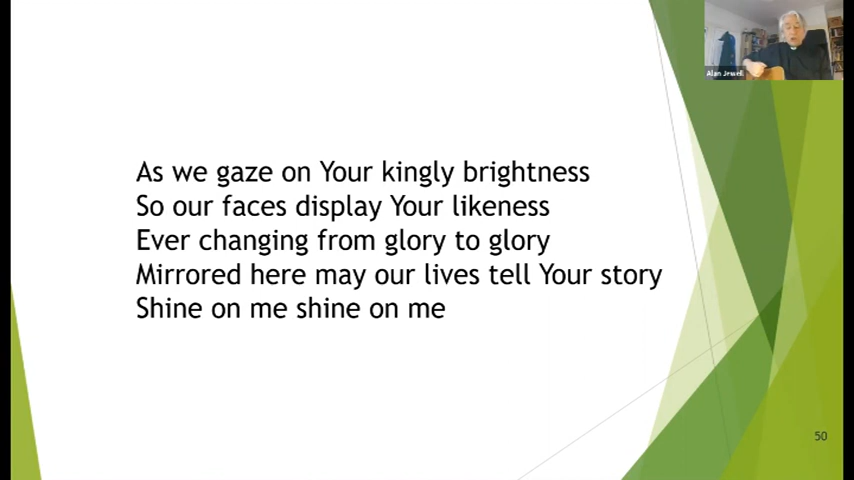 Alan Jewell
As we gaze on Your kingly brightness
So our faces display Your likeness
Ever changing from glory to glory
Mirrored here may our lives tell Your story
Shine on me shine on me
50